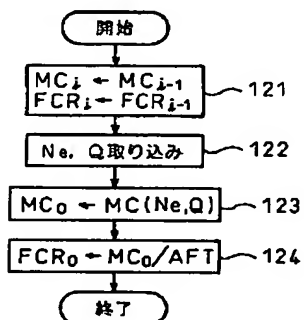 開始
MCi ← MCi-1
FCRi ← FCRi-1
121
Ne, Q取り込み
122
MC0 ← MC(Ne,Q)
123
FCR0 ← MC0/AFT
124
終了